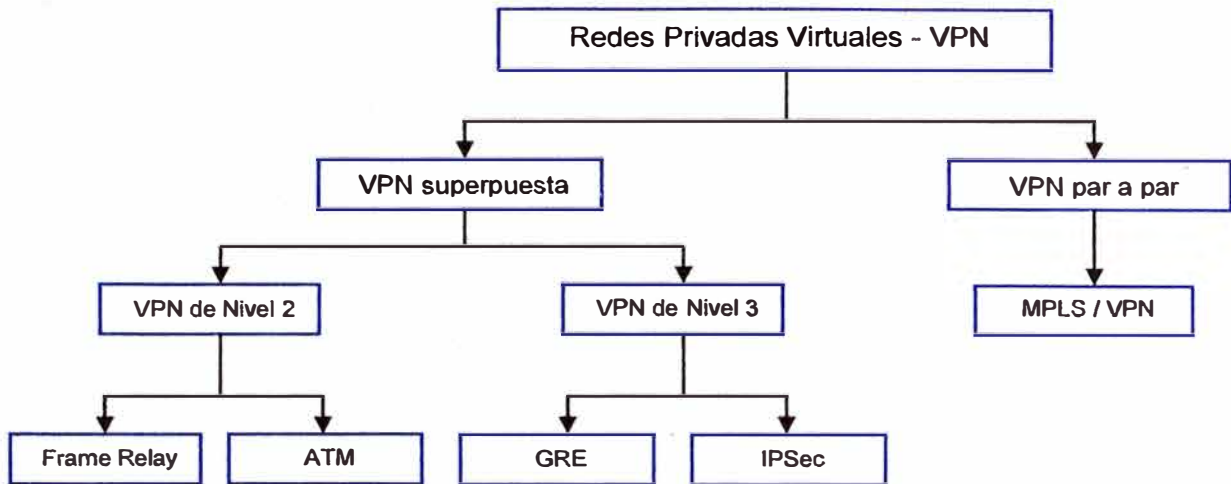 Redes Privadas Virtuales - VPN
VPN superpuesta
VPN par a par
VPN de Nivel 2
VPN de Nivel 3
MPLS / VPN
Frame Relay
ATM
GRE
IPSec